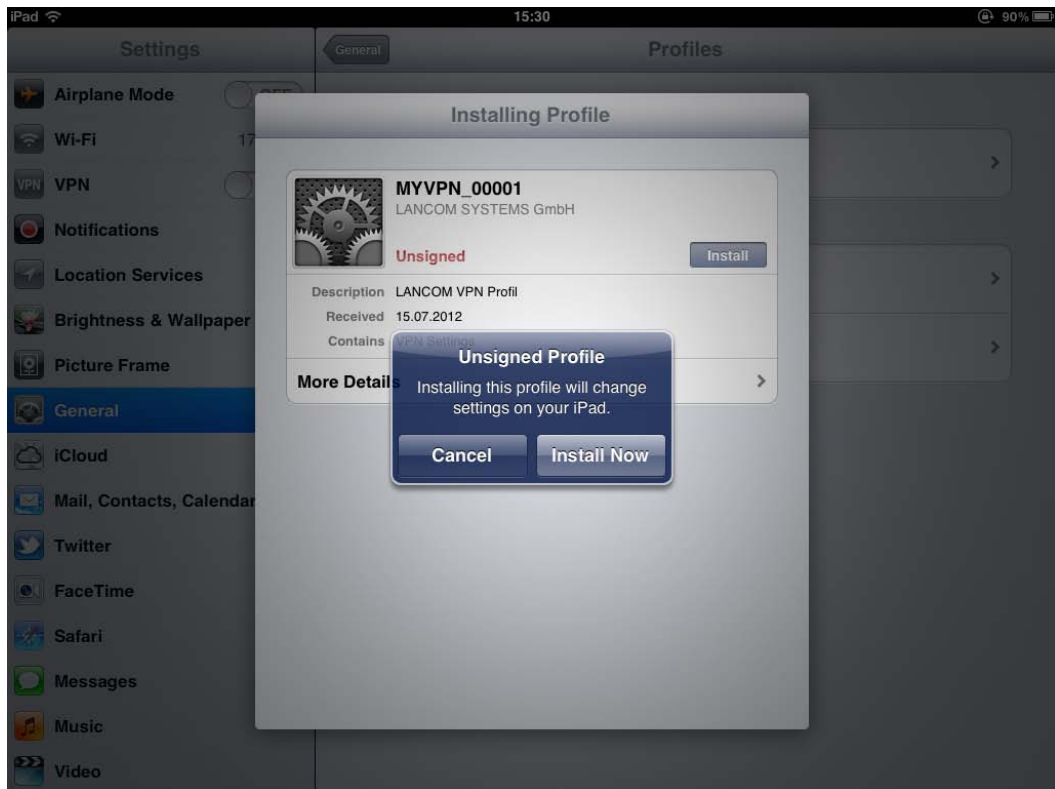 iPad 15:30 90%
Settings
General
Profiles
Airplane Mode
Wi-Fi 17
VPN
Notifications
Location Services
Brightness & Wallpaper
Picture Frame
General
iCloud
Mail, Contacts, Calendar
Twitter
FaceTime
Safari
Messages
Music
Video
Installing Profile
MYVPN_00001
LANCOM SYSTEMS GmbH
Unsigned
Install
Description LANCOM VPN Profil
Received 15.07.2012
Contains VPN Settings
More Details
Unsigned Profile
Installing this profile will change
settings on your iPad.
Cancel
Install Now